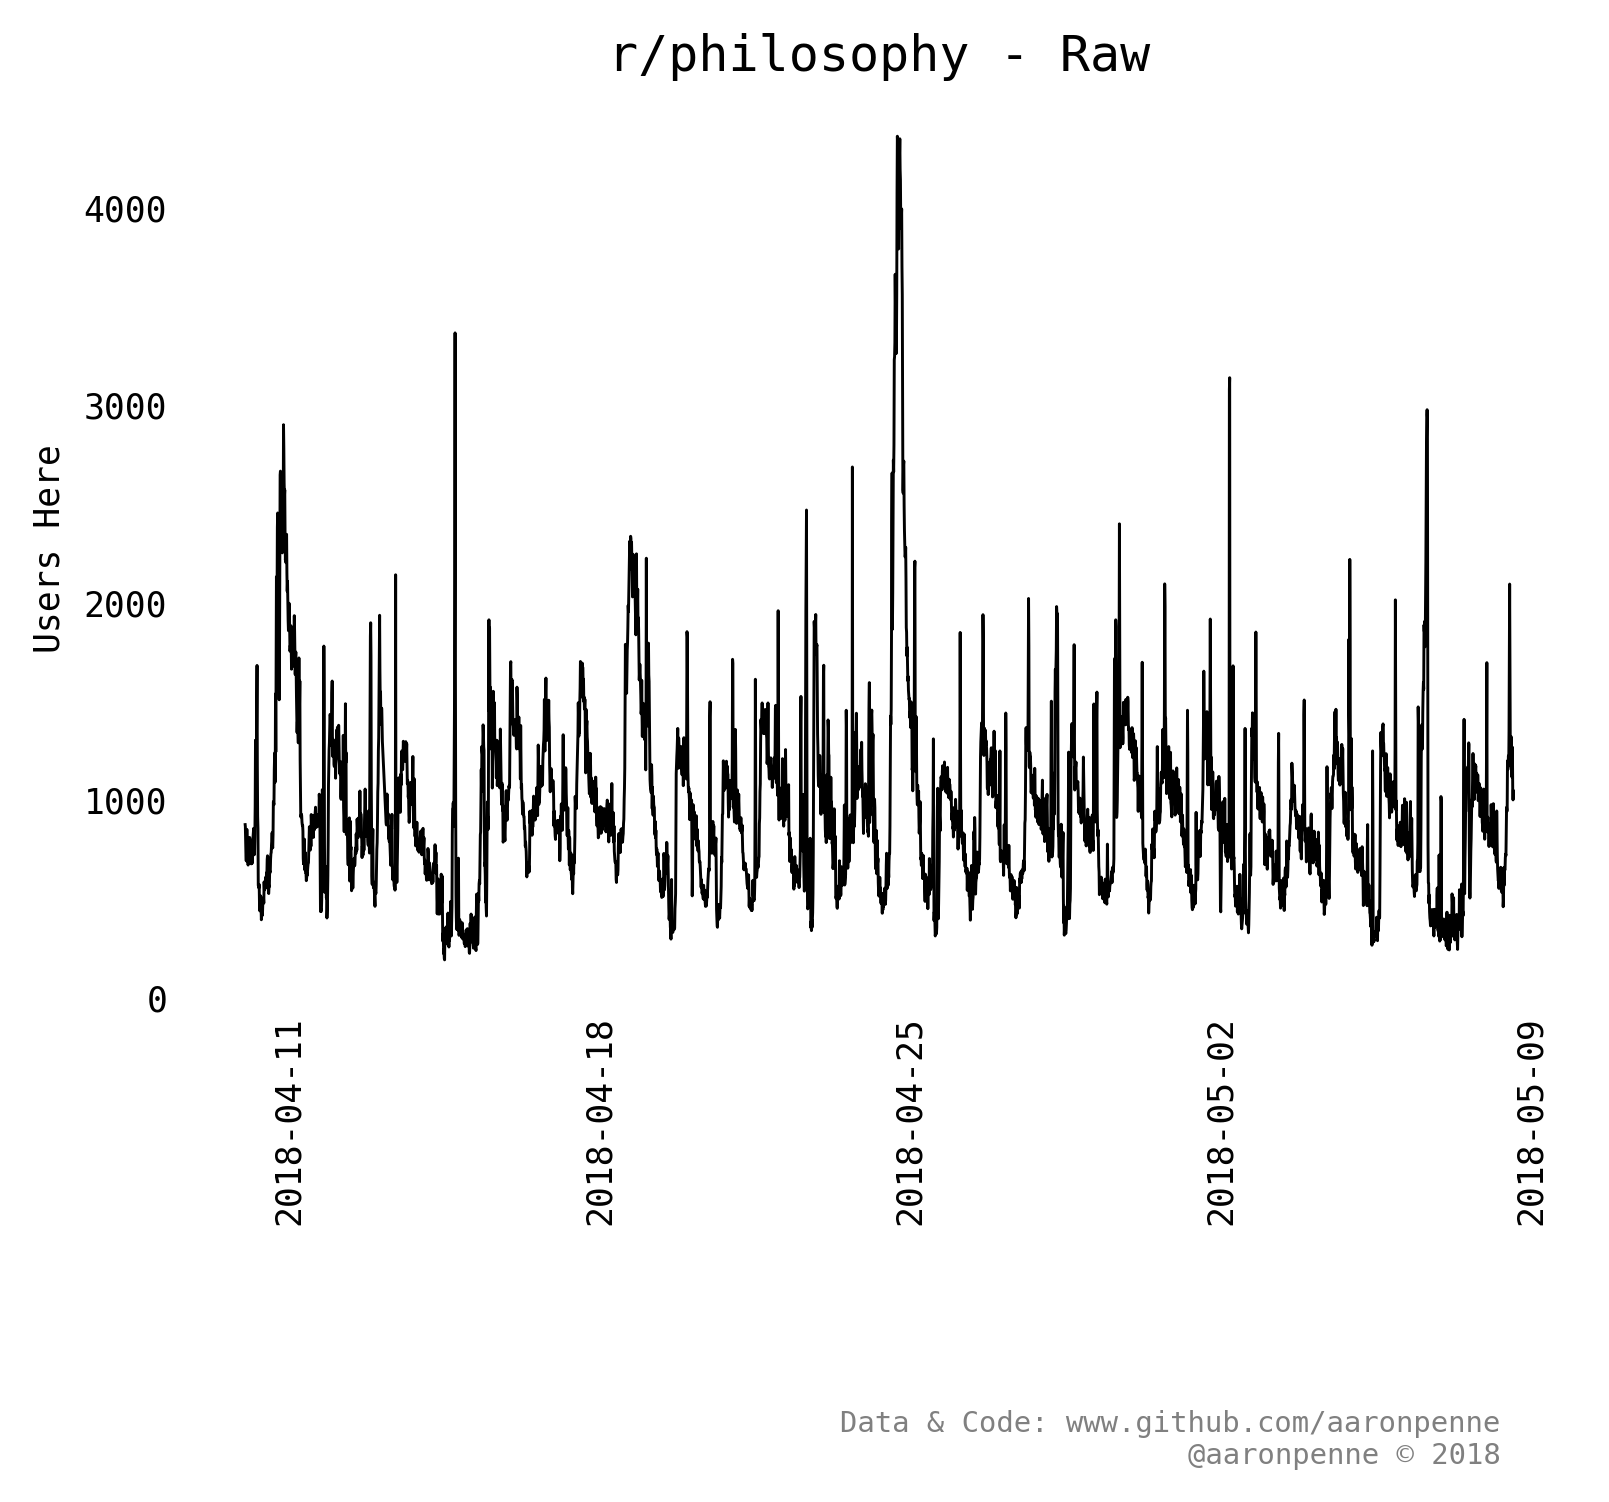 r/philosophy - Raw
Users Here
4000
3000
2000
1000
0
2018-04-11
2018-04-18
2018-04-25
2018-05-02
2018-05-09
Data & Code: www.github.com/aaronpenne
@aaronpenne © 2018